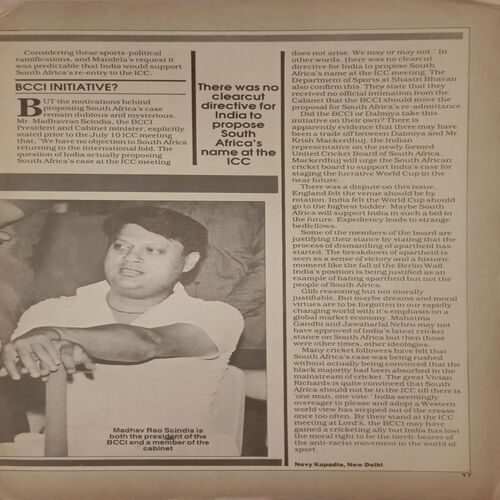 Considering these sports-political
ramifications, and Mandela's request it
was predictable that India would support
South Africa's re-entry to the ICC.
BCCI INITIATIVE?
BUT the motivations behind
proposing South Africa's case
remain dubious and mysterious.
Mr. Madhavrao Scindia, the BCCI
President and Cabinet minister, explicity
stated prior to the July 10 ICC meeting
that, "We have no objection to South Africa
returning to the international fold. The
question of India actually proposing
South Africa's case at the ICC meeting
There was no
clearcut
directive for
India to
propose
South
Africa's
name at the
ICC
does not arise. We may or may not." In
other words, there was no clearcut
directive for India to propose South
Africa's name at the ICC meeting. The
Department of Sports at Shastri Bhavan
also confirm this. They state that they
received no official intimation from the
Cabinet that the BCCI should mover the
proposal for South Africa's re-admittance.
Did the BCCI or Dalmiya take this
initiative on their own? There is
apparently evidence that there may have
been a trade off between Dalmiya and Mr.
Krish Mackerdhuj, the Indian
representative on the newly formed
United Cricket Board of South Africa.
Mackerdhuj will urge the South African
cricket board to support India's case for
staging the lucrative World Cup in the
near future.
There was a dispute on this issue.
England felt the venue should be by
rotation. India felt the World Cup should
go to the highest bidder. Maybe South
Africa will support India in such a bid in
the future. Expediency leads to strange
bedfellows.
Some of the members of the board are
justifying their stance by stating that the
process of dismantling of apartheid has
started. The breakdown of apartheid is
seen as a sense of victory and a historic
moment like the fall of the Berlin Wall.
India's position is being justified as an
example of hating apartheid but not the
people of South Africa.
Glib reasoning but not morally
justifiable. But maybe dreams and moral
virtues are to be forgotten in our rapidly
changing world with it's emphasis on a
global market economy. Mahatma
Gandhi and Jawaharlal Nehru may not
have approved of India's latest cricket
stance on South Africa but then those
were other times, other ideologies.
Many cricket followers have felt that
South Africa's case was being rushed
without actually being convinced that the
black majority had been absorbed in the
mainstream of cricket. The great Vivian
Richards is quite convinced that South
Africa should not be in the ICC till there is
'one man, one vote.' India seemingly
overeager to please and adopt a Western
world view has stepped out of the crease
once too often. By their stand at the ICC
meeting at Lord's, the BCCI may have
gained a cricketing ally but India has lost
the moral right to be the torch-bearer of
the anti-racist movement in the world of
sport.
Novy Kapadia, New Delhi
Madhav Rao Scindia is
both the president of the
BCCI and a member of the
cabinet